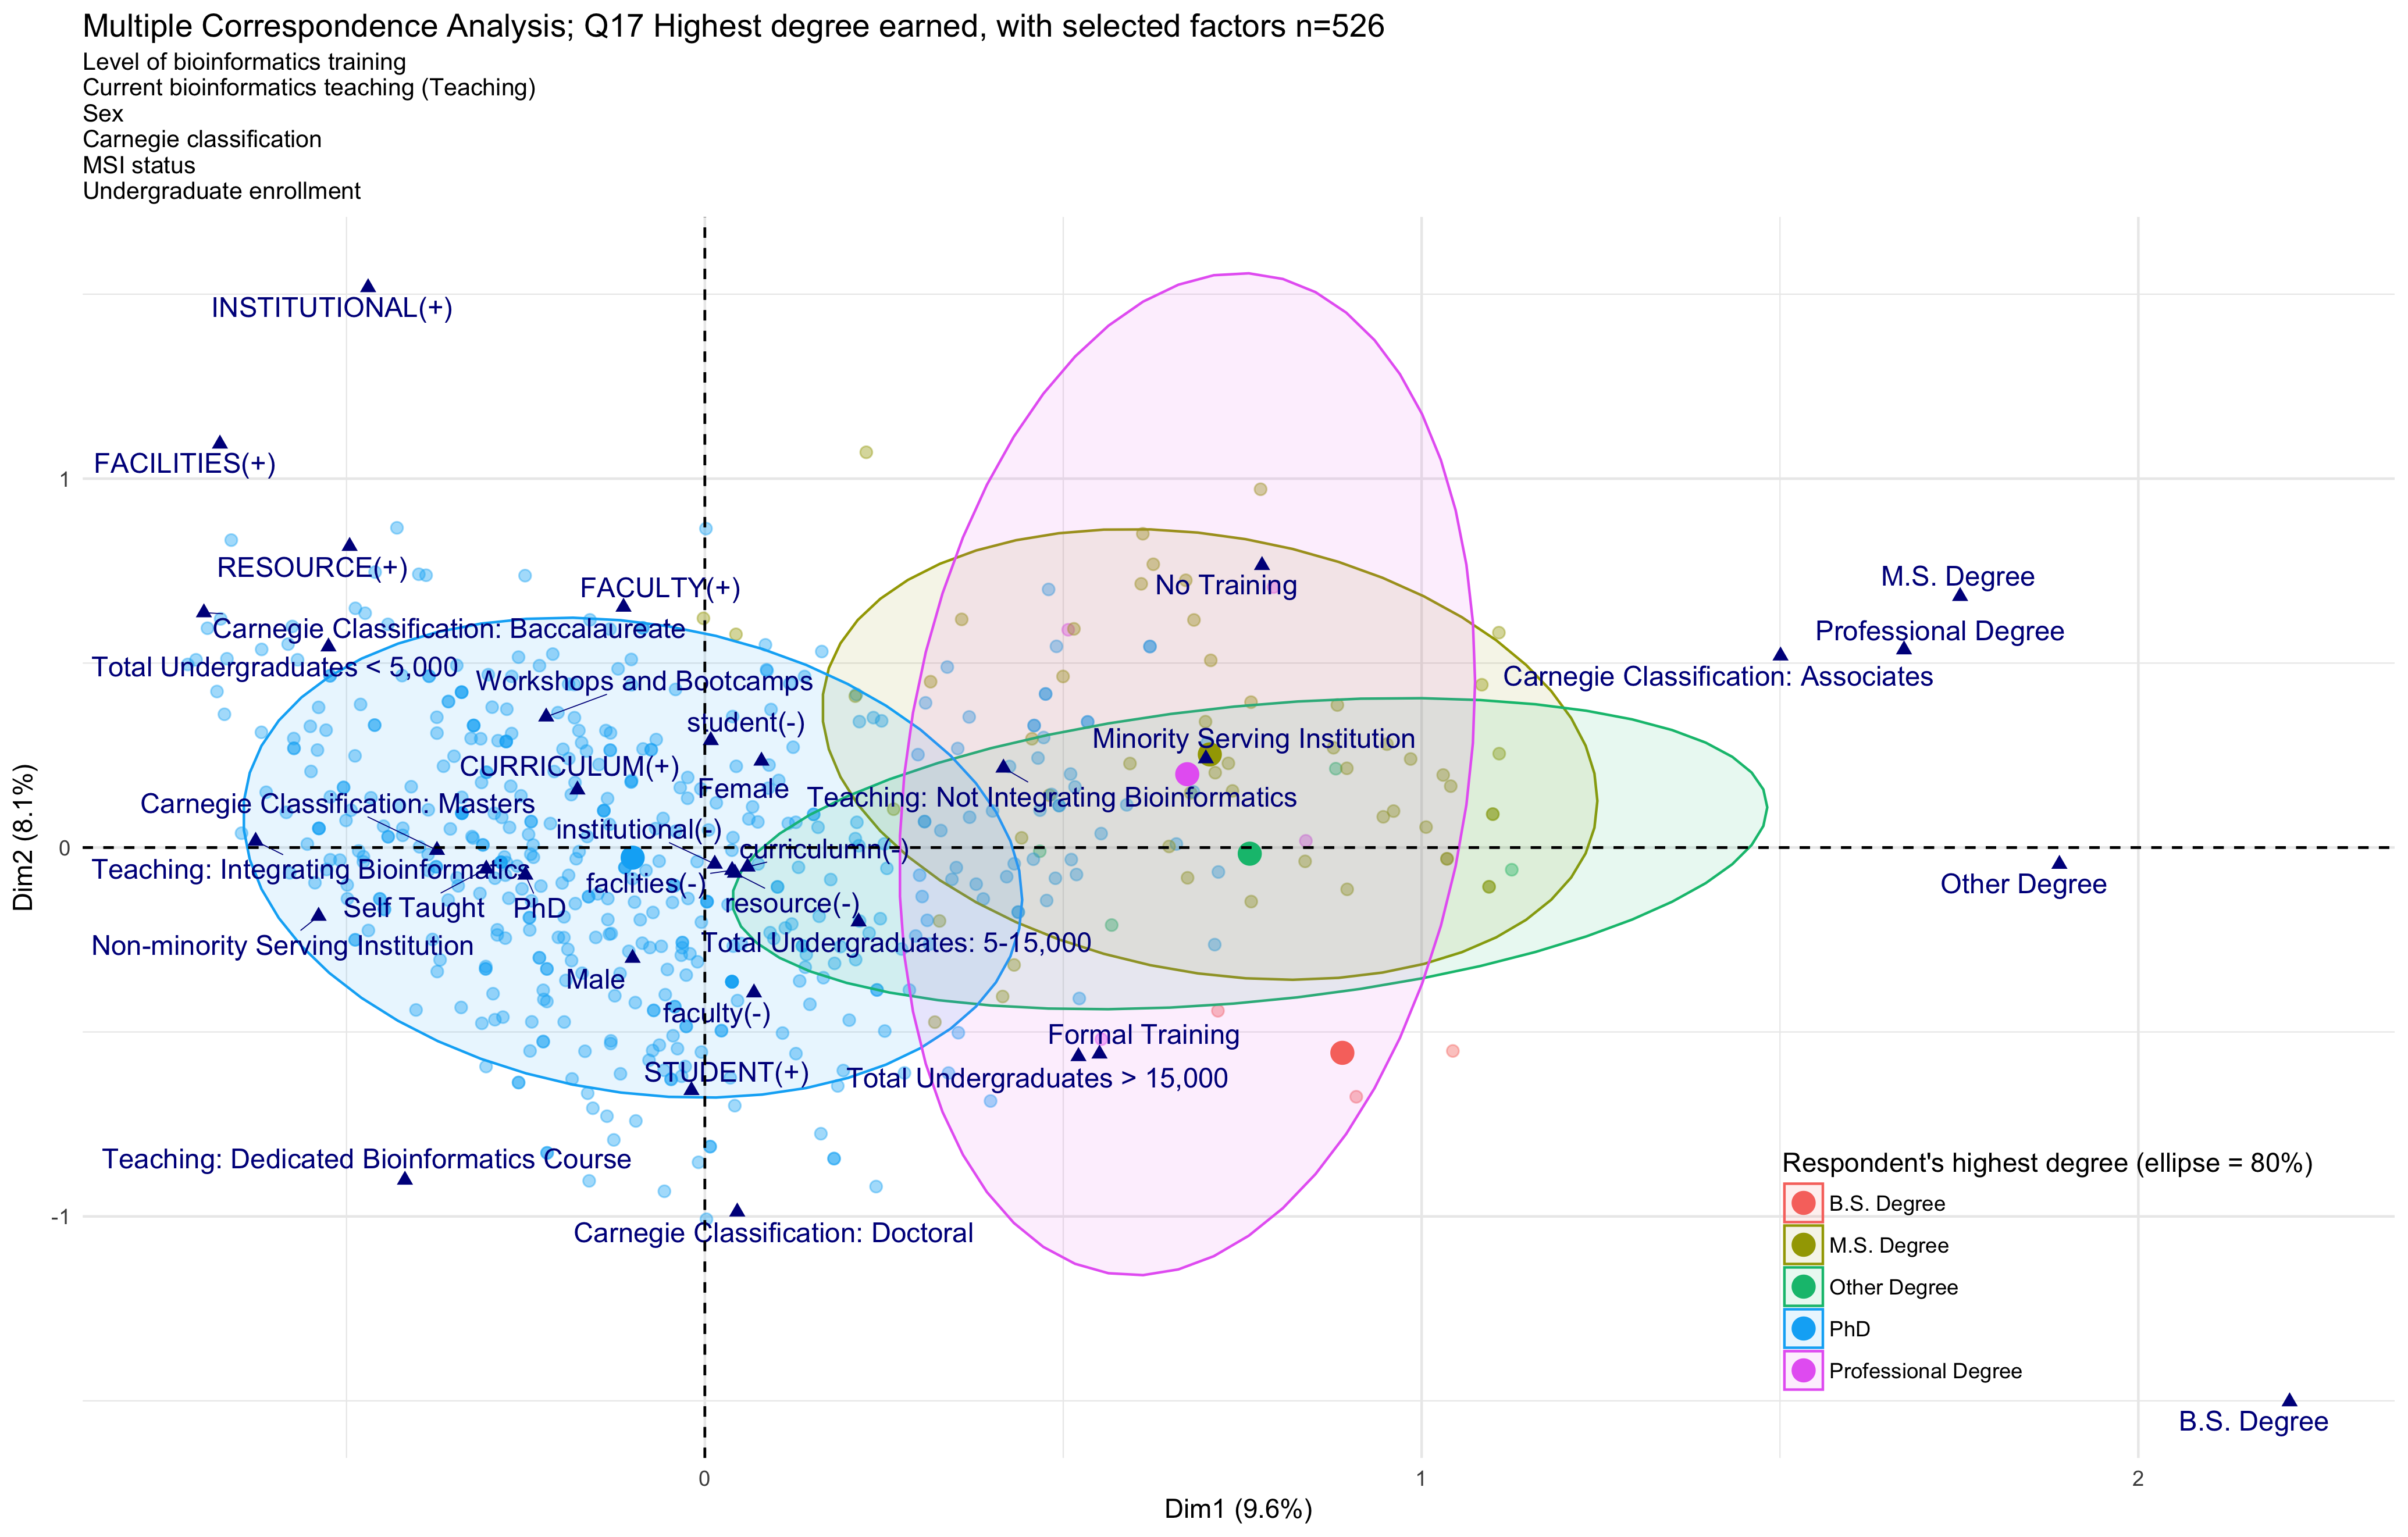 Multiple Correspondence Analysis; Q17 Highest degree earned, with selected factors n=526
Level of bioinformatics training
Current bioinformatics teaching (Teaching)
Sex
Carnegie classification
MSI status
Undergraduate enrollment
INSTITUTIONAL(+)
FACILITIES(+)
1
RESOURCE(+)
FACULTY(+)
No Training
M.S. Degree
Carnegie Classification: Baccalaureate
Professional Degree
Total Undergraduates < 5,000
Carnegie Classification: Associates
Workshops and Bootcamps
student(-)
Minority Serving Institution
CURRICULUM(+)
Female
Teaching: Not Integrating Bioinformatics
Carnegie Classification: Masters
institutional(-)
0
curriculumn(-)
Teaching: Integrating Bioinformatics
faclities(-)
Other Degree
Self Taught
PhD
resource(-)
Non-minority Serving Institution
Total Undergraduates: 5-15,000
Male
faculty(-)
Formal Training
STUDENT(+)
Total Undergraduates > 15,000
Teaching: Dedicated Bioinformatics Course
-1
Carnegie Classification: Doctoral
Respondent's highest degree (ellipse = 80%)
B.S. Degree
M.S. Degree
Other Degree
PhD
Professional Degree
B.S. Degree
Dim2 (8.1%)
0
1
2
Dim1 (9.6%)